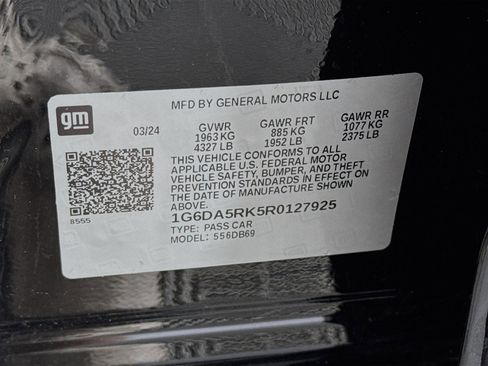 MFD BY GENERAL MOTORS LLC
gm
03/24
GVWR
1963 KG
4327 LB
GAWR FRT
885 KG
1952 LB
GAWR RR
1077 KG
2375 LB
THIS VEHICLE CONFORMS TO ALL
APPLICABLE U.S. FEDERAL MOTOR
VEHICLE SAFETY, BUMPER, AND THEFT
PREVENTION STANDARDS IN EFFECT ON
THE DATE OF MANUFACTURE SHOWN
ABOVE.
8555
1G6DA5RK5R0127925
TYPE: PASS CAR
MODEL: 556DB69